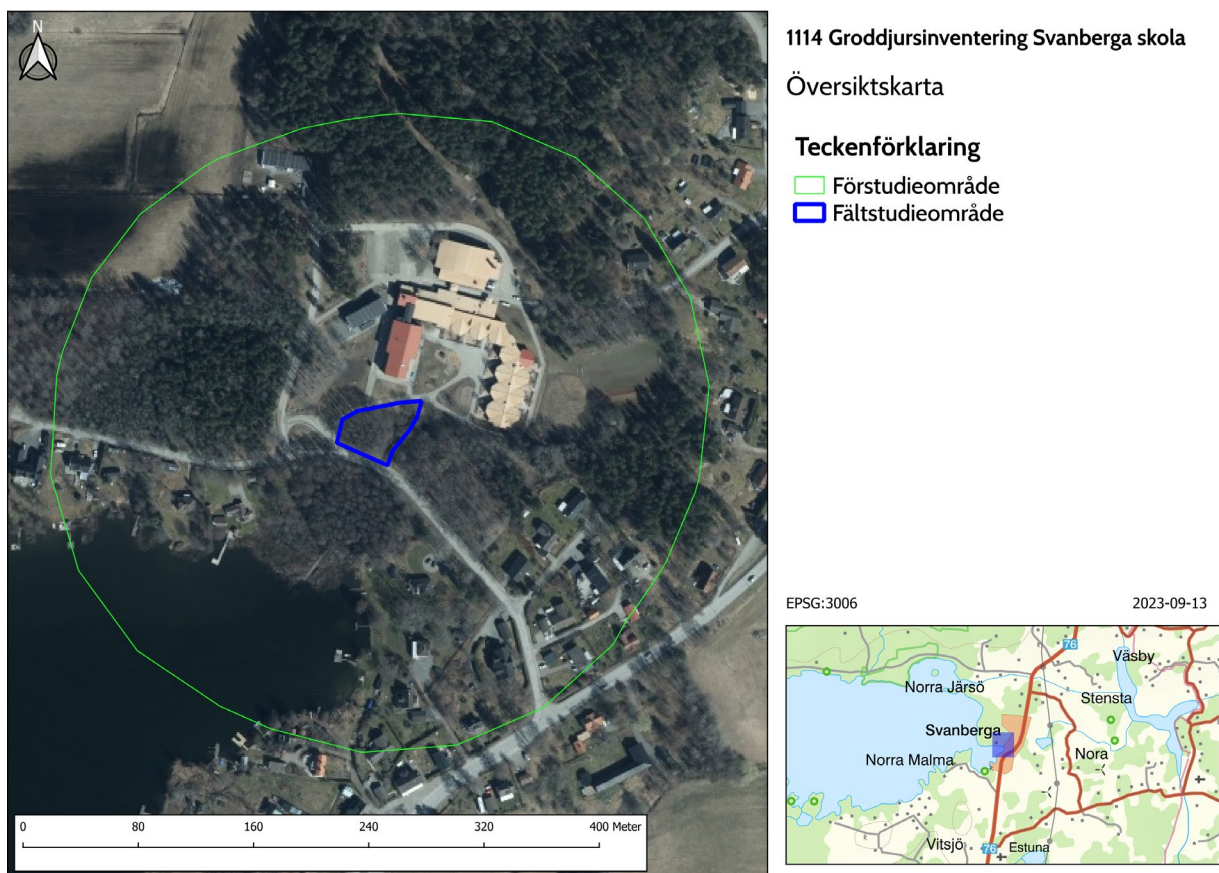 N
1114 Groddjursinventering Svanberga skola
Översiktskarta
Teckenförklaring
Förstudieområde
Fältstudieområde
EPSG:3006 2023-09-13
0 80 160 240 320 400 Meter
76
Väsby
Norra Järsö
Stensta
Svanberga
Nora
Norra Malma
Vitsjö
76
Estuna